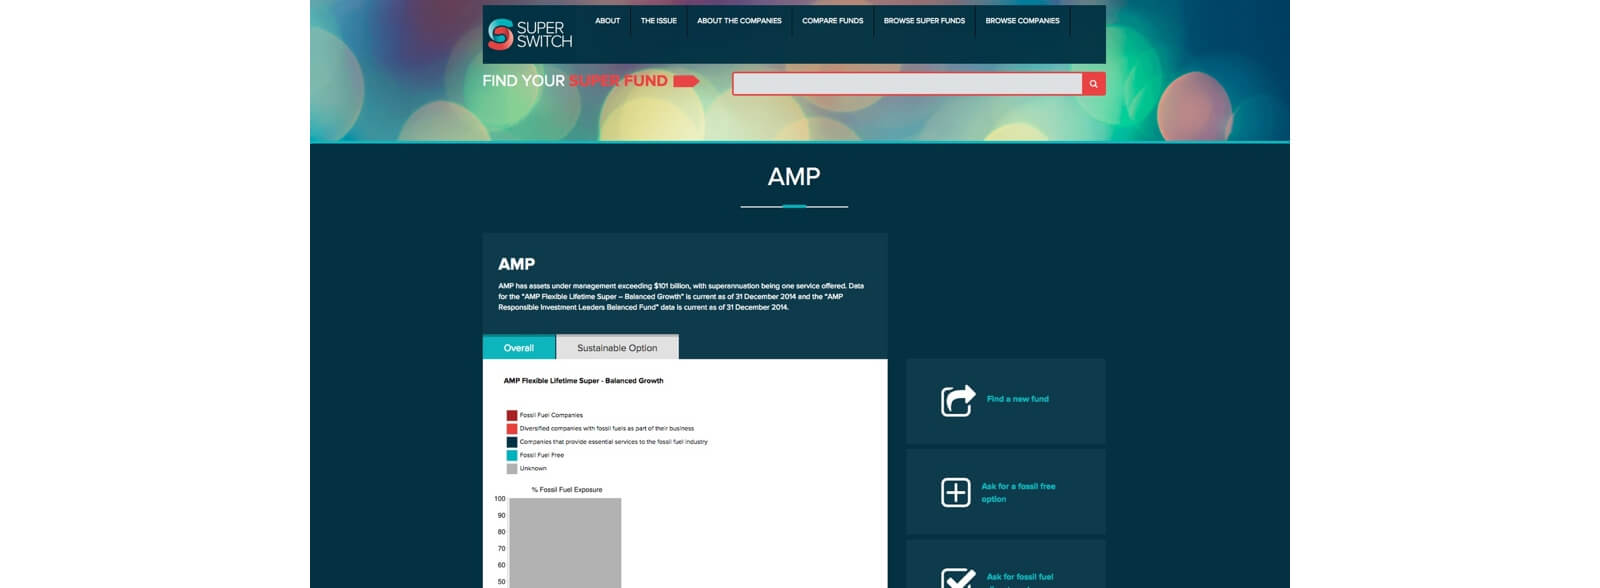 SUPER
SWITCH
ABOUT
THE ISSUE
ABOUT THE COMPANIES
COMPARE FUNDS
BROWSE SUPER FUNDS
BROWSE COMPANIES
FIND YOUR SUPER FUND
AMP
AMP
AMP has assets under management exceeding $101 billion, with superannuation being one service offered. Data
for the "AMP Flexible Lifetime Super – Balanced Growth" is current as of 31 December 2014 and the "AMP
Responsible Investment Leaders Balanced Fund" data is current as of 31 December 2014.
Overall
Sustainable Option
AMP Flexible Lifetime Super - Balanced Growth
Fossil Fuel Companies
Diversified companies with fossil fuels as part of their business
Companies that provide essential services to the fossil fuel industry
Fossil Fuel Free
Unknown
% Fossil Fuel Exposure
100
90
80
70
60
50
Find a new fund
Ask for a fossil free
option
Ask for fossil fuel